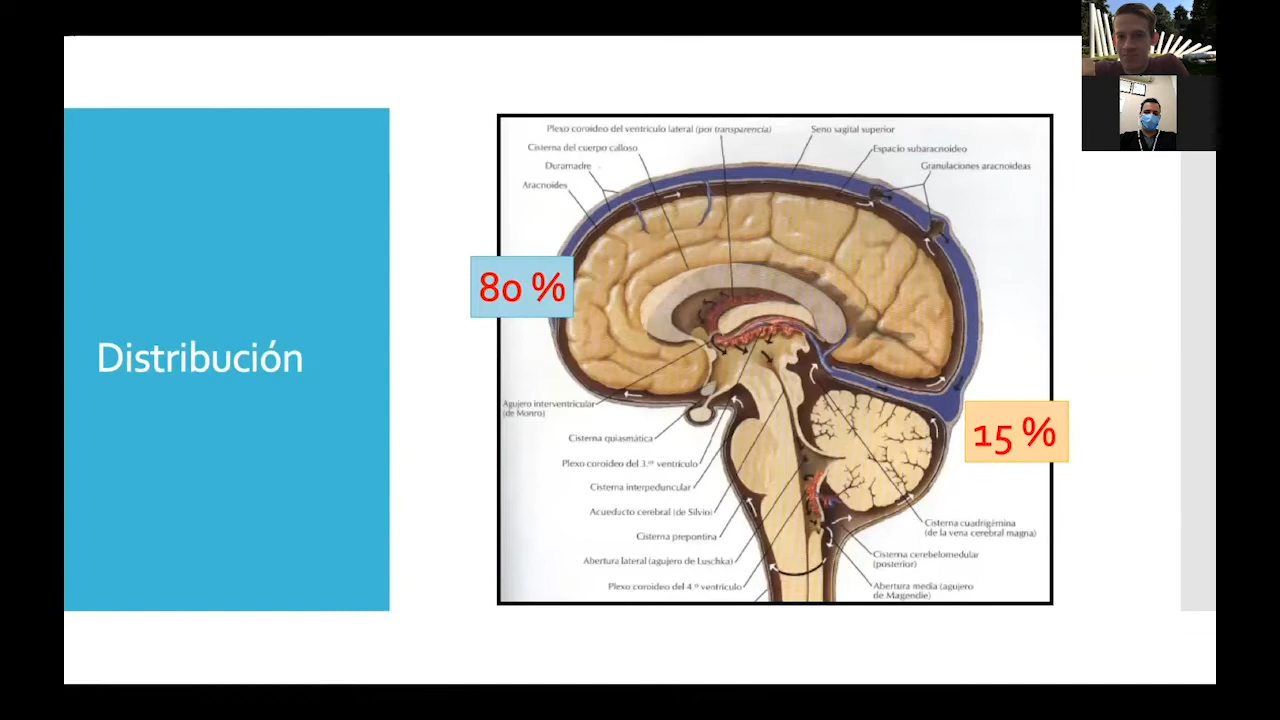 Distribución
Plexo coroideo del ventrículo lateral (por transparencia)
Seno sagital superior
Cisterna del cuerpo calloso
Espacio subaracnoideo
Duramadre
Granulaciones aracnoideas
Aracnoides
80 %
15 %
Agujero interventricular
(de Monro)
Cisterna quiasmática
Plexo coroideo del 3.er ventrículo
Cisterna interpeduncular
Acueducto cerebral (de Silvio)
Cisterna prepontina
Abertura lateral (agujero de Luschka)
Plexo coroideo del 4.º ventrículo
Cisterna cuadrigémina
(de la vena cerebral magna)
Cisterna cerebelomedular
(posterior)
Abertura media (agujero
de Magendie)